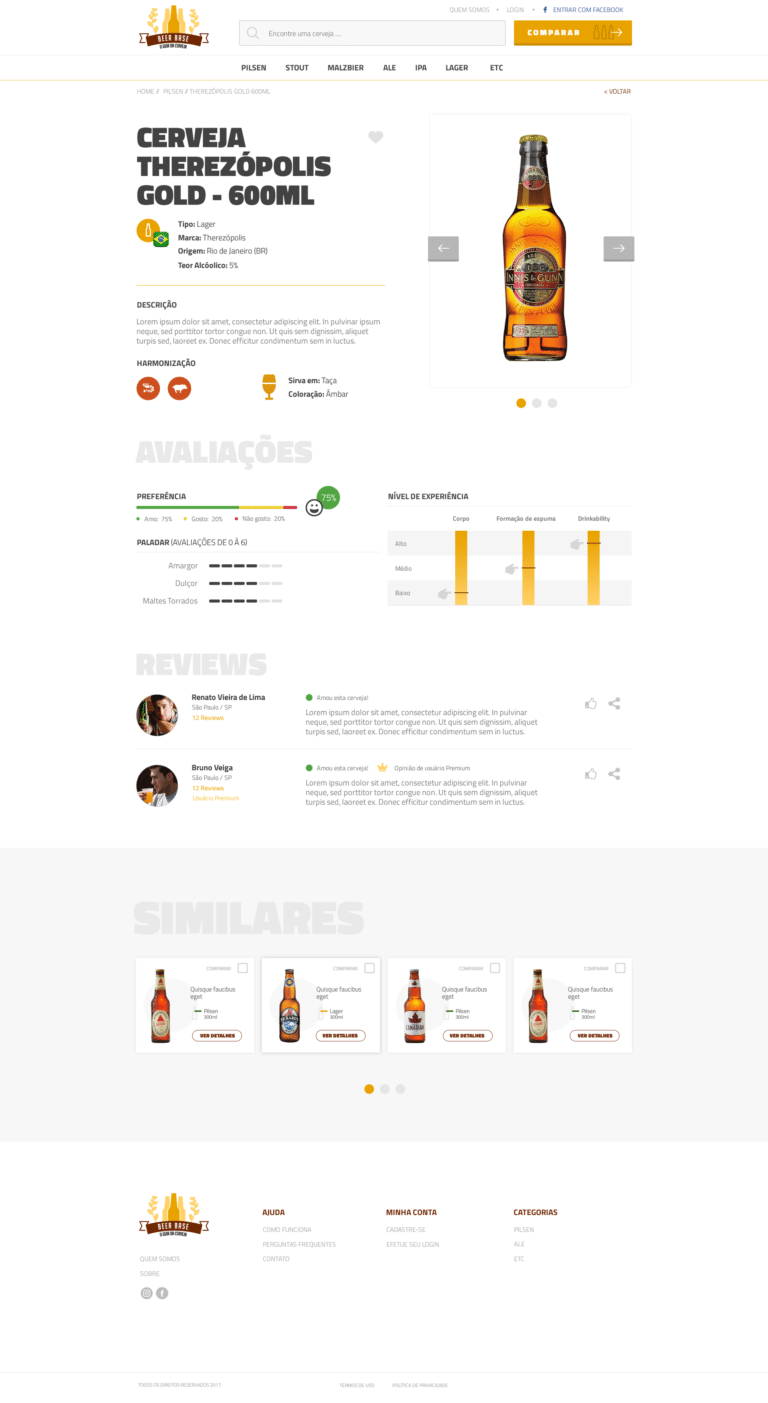 BEER BASE
O GUIA DA CERVEJA
QUEM SOMOS • LOGIN • ENTRAR COM FACEBOOK
Encontre uma cerveja ...
COMPARAR
PILSEN STOUT MALZBIER ALE IPA LAGER ETC
HOME / PILSEN / THEREZÓPOLIS GOLD 600ML
< VOLTAR
CERVEJA
THEREZÓPOLIS
GOLD - 600ML
Tipo: Lager
Marca: Therezópolis
Origem: Rio de Janeiro (BR)
Teor Alcóolico: 5%
INNIS & GUNN
DESCRIÇÃO
Lorem ipsum dolor sit amet, consectetur adipiscing elit. In pulvinar ipsum
neque, sed porttitor tortor congue non. Ut quis sem dignissim, aliquet
turpis sed, laoreet ex. Donec efficitur condimentum sem in luctus.
HARMONIZAÇÃO
Sirva em: Taça
Coloração: Âmbar
AVALIAÇÕES
PREFERÊNCIA
75%
Amo: 75% Gosto: 20% Não gosto: 20%
PALADAR (AVALIAÇÕES DE 0 À 6)
Amargor
Dulçor
Maltes Torrados
NÍVEL DE EXPERIÊNCIA
Corpo Formação de espuma Drinkability
Alto
Médio
Baixo
REVIEWS
Renato Vieira de Lima
São Paulo / SP
12 Reviews
Amou esta cerveja!
Lorem ipsum dolor sit amet, consectetur adipiscing elit. In pulvinar
neque, sed porttitor tortor congue non. Ut quis sem dignissim, aliquet
turpis sed, laoreet ex. Donec efficitur condimentum sem in luctus.
Bruno Veiga
São Paulo / SP
12 Reviews
Usuário Premium
Amou esta cerveja! Opinião de usuário Premium
Lorem ipsum dolor sit amet, consectetur adipiscing elit. In pulvinar
neque, sed porttitor tortor congue non. Ut quis sem dignissim, aliquet
turpis sed, laoreet ex. Donec efficitur condimentum sem in luctus.
SIMILARES
COMPARAR
Quisque faucibus
eget
Pilsen
300ml
VER DETALHES
COMPARAR
Quisque faucibus
eget
Lager
300ml
VER DETALHES
COMPARAR
Quisque faucibus
eget
Pilsen
300ml
VER DETALHES
CANADIAN
COMPARAR
Quisque faucibus
eget
Pilsen
300ml
VER DETALHES
BEER BASE
O GUIA DA CERVEJA
QUEM SOMOS
SOBRE
AJUDA
COMO FUNCIONA
PERGUNTAS FREQUENTES
CONTATO
MINHA CONTA
CADASTRE-SE
EFETUE SEU LOGIN
CATEGORIAS
PILSEN
ALE
ETC
TODOS OS DIREITOS RESERVADOS 2017
TERMOS DE USO
POLÍTICA DE PRIVACIDADE